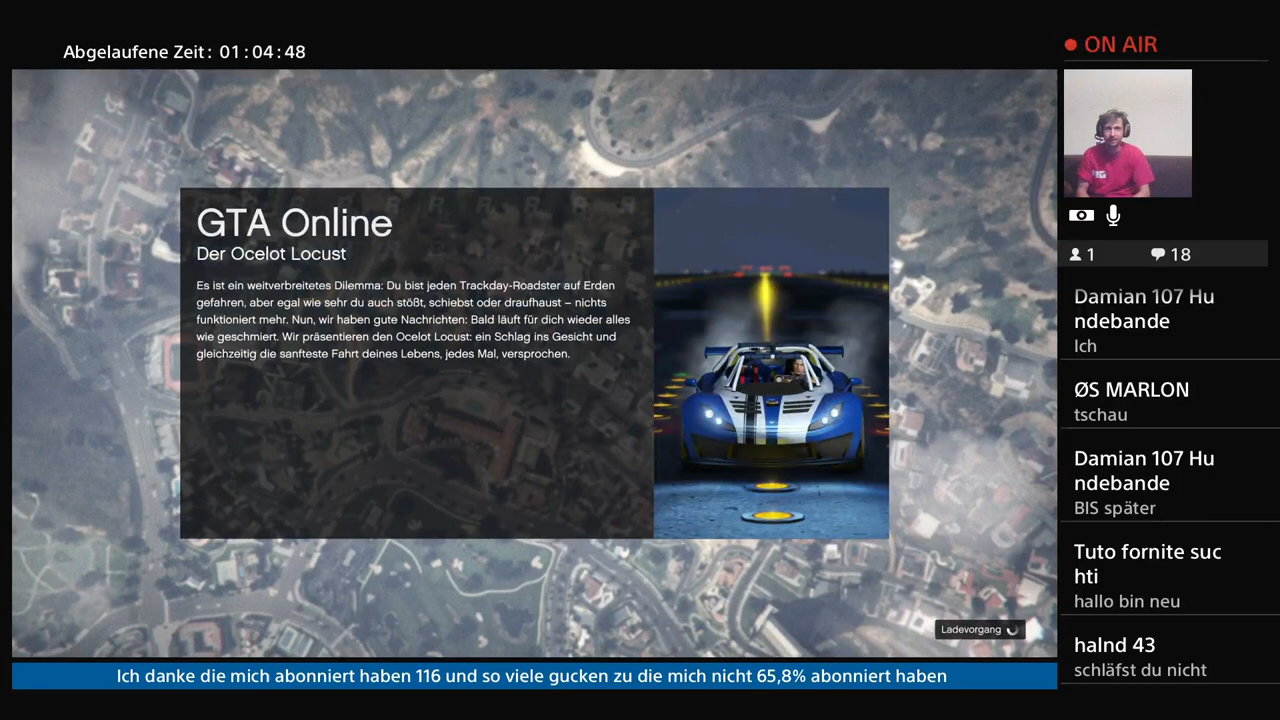 Abgelaufene Zeit: 01:04:48
ON AIR
GTA Online
Der Ocelot Locust
Es ist ein weitverbreitetes Dilemma: Du bist jeden Trackday-Roadster auf Erden
gefahren, aber egal wie sehr du auch stößt, schiebst oder draufhaust – nichts
funktioniert mehr. Nun, wir haben gute Nachrichten: Bald läuft für dich wieder alles
wie geschmiert. Wir präsentieren den Ocelot Locust: ein Schlag ins Gesicht und
gleichzeitig die sanfteste Fahrt deines Lebens, jedes Mal, versprochen.
Ladevorgang
Ich danke die mich abonniert haben 116 und so viele gucken zu die mich nicht 65,8% abonniert haben
1 18
Damian 107 Hu
ndebande
Ich
ØS MARLON
tschau
Damian 107 Hu
ndebande
BIS später
Tuto fornite suc
hti
hallo bin neu
halnd 43
schläfst du nicht